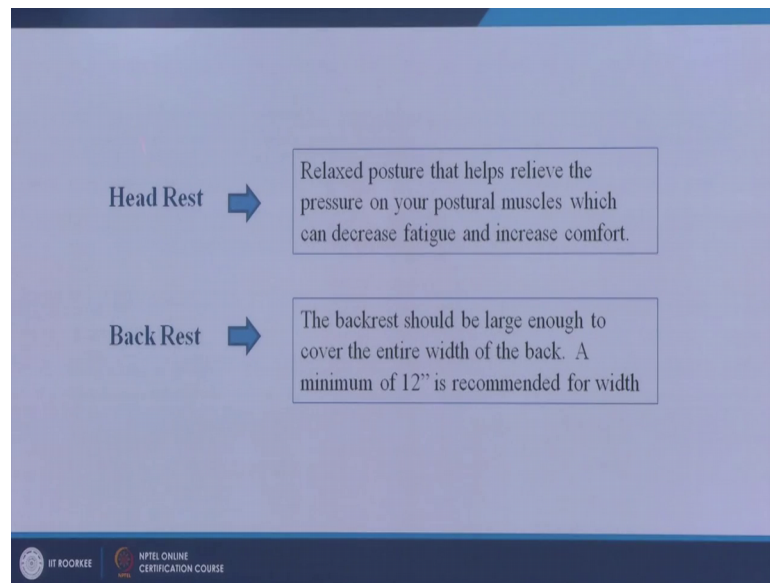 Head Rest
Relaxed posture that helps relieve the
pressure on your postural muscles which
can decrease fatigue and increase comfort.
Back Rest
The backrest should be large enough to
cover the entire width of the back. A
minimum of 12” is recommended for width
IIT ROORKEE
NPTEL ONLINE
CERTIFICATION COURSE
NPTEL